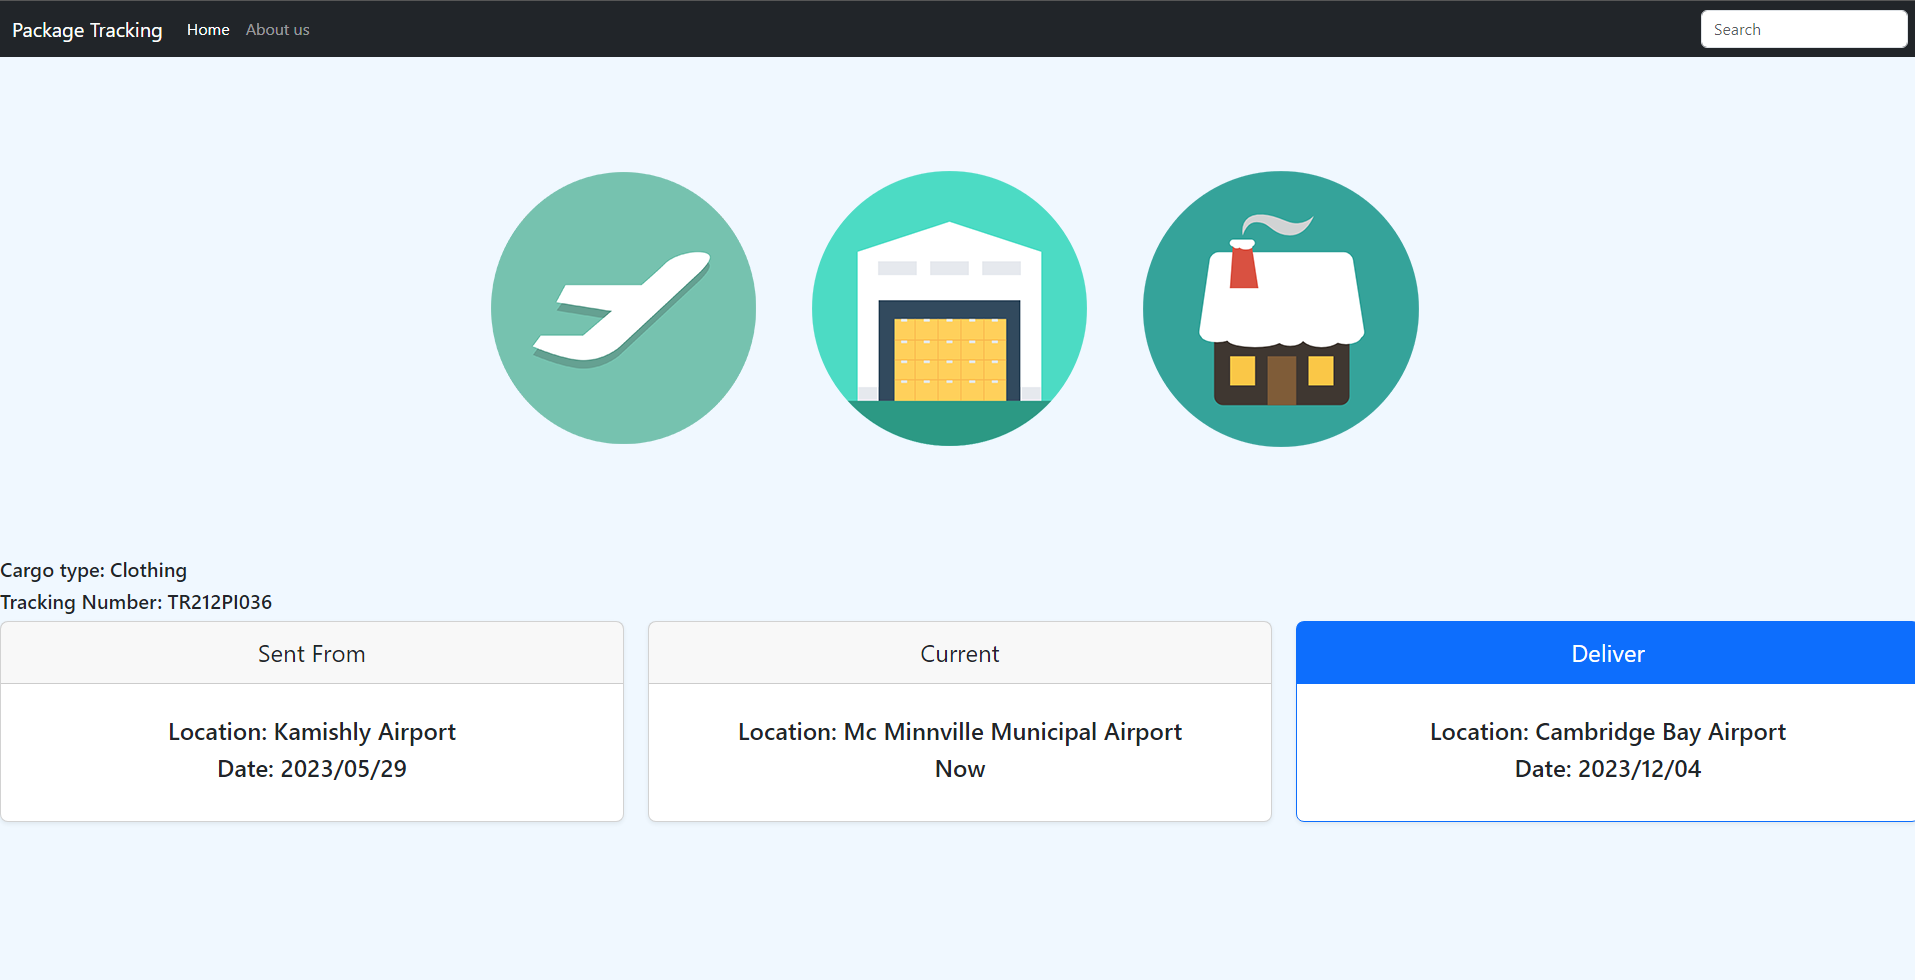 Package Tracking Home About us Search
Cargo type: Clothing
Tracking Number: TR212PI036
Sent From
Location: Kamishly Airport
Date: 2023/05/29
Current
Location: Mc Minnville Municipal Airport
Now
Deliver
Location: Cambridge Bay Airport
Date: 2023/12/04